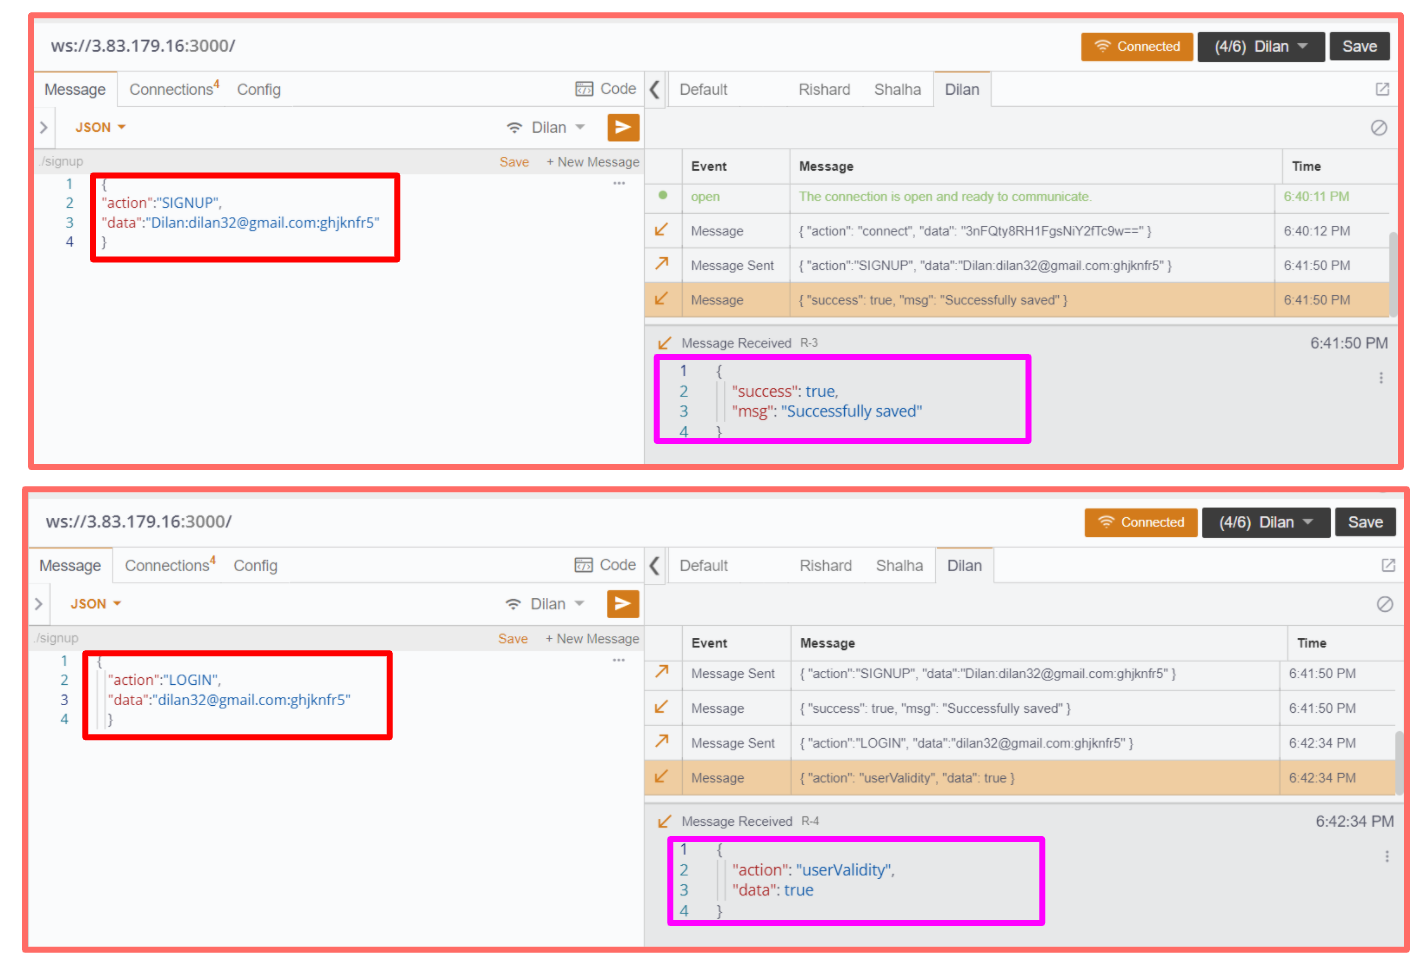 ws://3.83.179.16:3000/ Connected (4/6) Dilan Save
Message Connections4 Config Code Default Rishard Shalha Dilan
JSON Dilan
./signup Save + New Message
1 {
2 "action":"SIGNUP",
3 "data":"Dilan:dilan32@gmail.com:ghjknfr5"
4 }
Event Message Time
open The connection is open and ready to communicate. 6:40:11 PM
Message { "action": "connect", "data": "3nFQty8RH1FgsNiY2fTc9w==" } 6:40:12 PM
Message Sent { "action":"SIGNUP", "data":"Dilan:dilan32@gmail.com:ghjknfr5" } 6:41:50 PM
Message { "success": true, "msg": "Successfully saved" } 6:41:50 PM
Message Received R-3 6:41:50 PM
1 {
2 "success": true,
3 "msg": "Successfully saved"
4 }
ws://3.83.179.16:3000/ Connected (4/6) Dilan Save
Message Connections4 Config Code Default Rishard Shalha Dilan
JSON Dilan
./signup Save + New Message
1 {
2 "action":"LOGIN",
3 "data":"dilan32@gmail.com:ghjknfr5"
4 }
Event Message Time
Message Sent { "action":"SIGNUP", "data":"Dilan:dilan32@gmail.com:ghjknfr5" } 6:41:50 PM
Message { "success": true, "msg": "Successfully saved" } 6:41:50 PM
Message Sent { "action":"LOGIN", "data":"dilan32@gmail.com:ghjknfr5" } 6:42:34 PM
Message { "action": "userValidity", "data": true } 6:42:34 PM
Message Received R-4 6:42:34 PM
1 {
2 "action": "userValidity",
3 "data": true
4 }